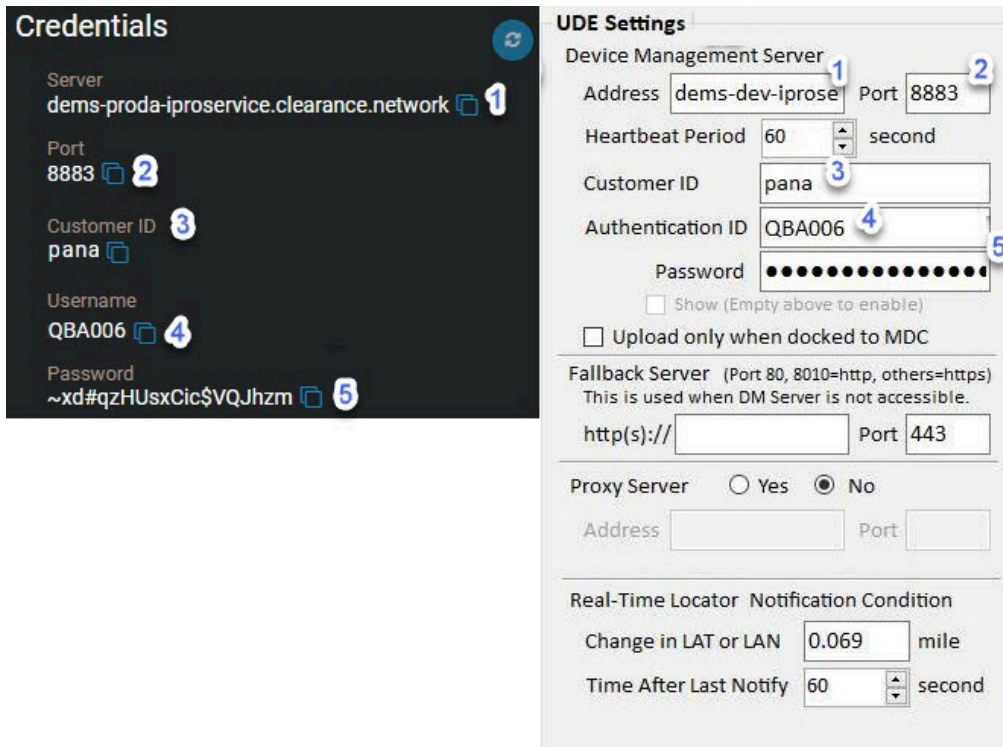 Credentials
Server
dems-proda-iproservice.clearance.network 1
Port
8883 2
Customer ID 3
pana
Username
QBA006 4
Password
~xd#qzHUsxCic$VQJhzm 5
UDE Settings
Device Management Server
Address dems-dev-iprose 1 Port 8883 2
Heartbeat Period 60 second
Customer ID pana 3
Authentication ID QBA006 4
Password ●●●●●●●●●●●●●●● 5
Show (Empty above to enable)
Upload only when docked to MDC
Fallback Server (Port 80, 8010=http, others=https)
This is used when DM Server is not accessible.
http(s):// Port 443
Proxy Server Yes No
Address Port
Real-Time Locator Notification Condition
Change in LAT or LAN 0.069 mile
Time After Last Notify 60 second